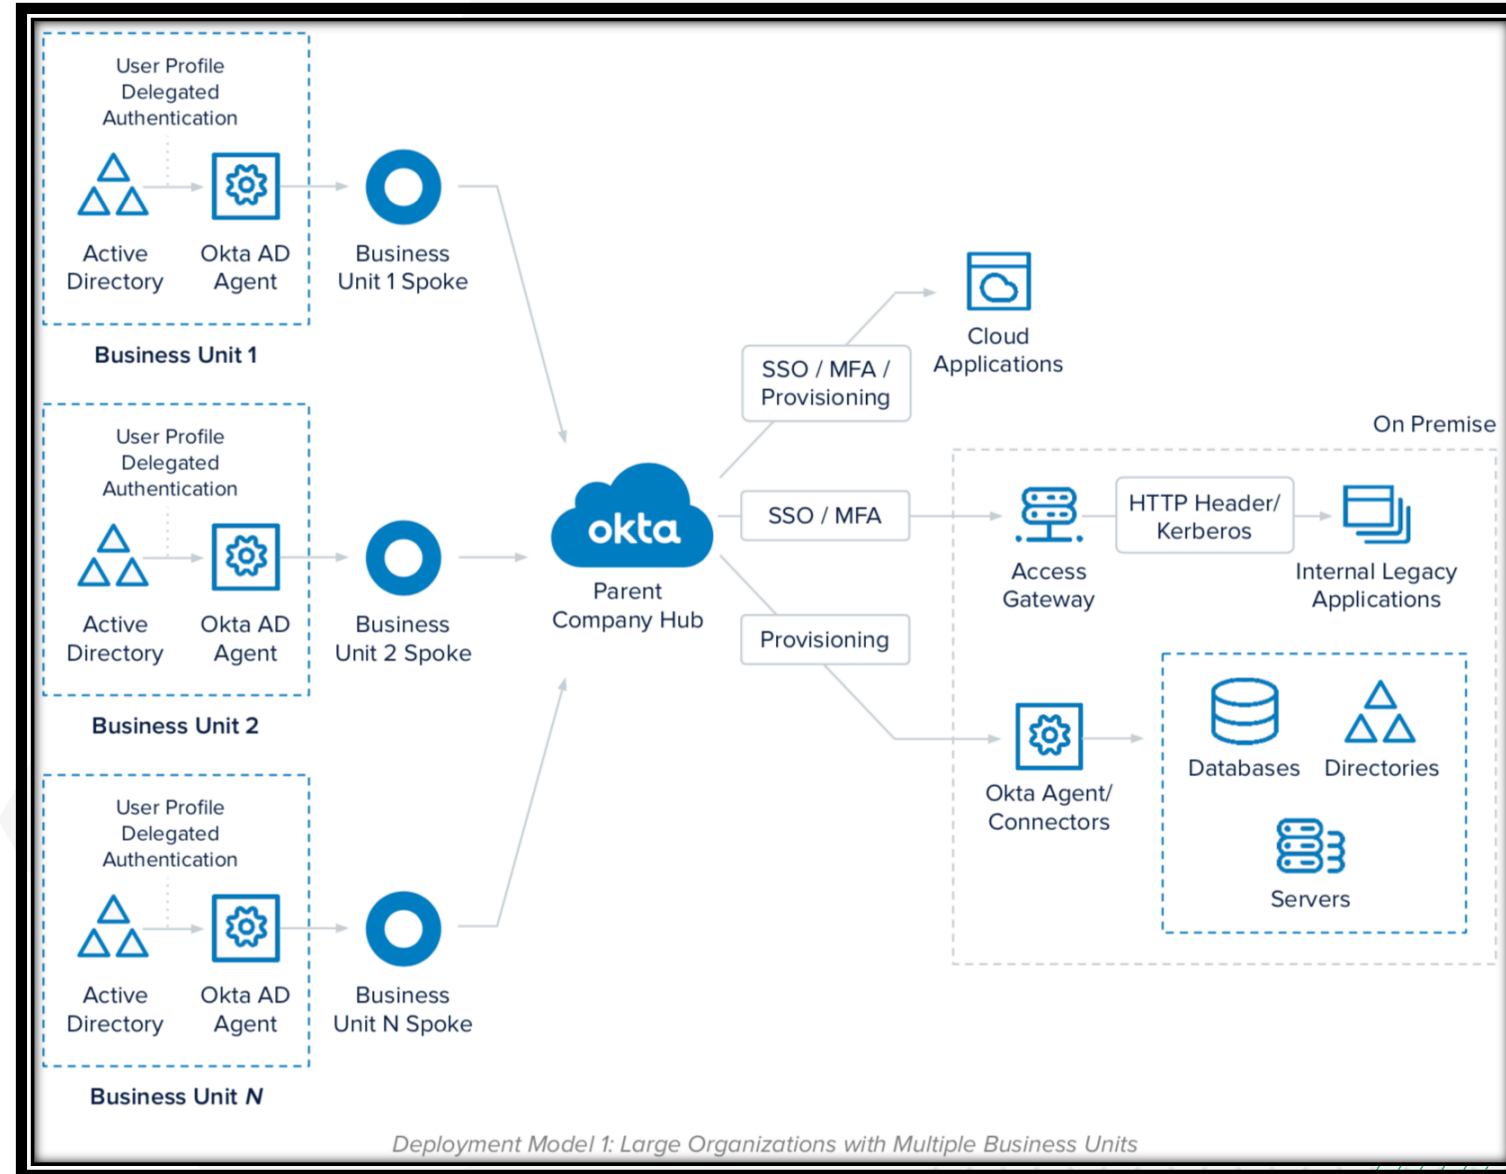 User Profile
Delegated
Authentication
Active
Directory
Okta AD
Agent
Business
Unit 1 Spoke
Business Unit 1
User Profile
Delegated
Authentication
Active
Directory
Okta AD
Agent
Business
Unit 2 Spoke
Business Unit 2
User Profile
Delegated
Authentication
Active
Directory
Okta AD
Agent
Business
Unit N Spoke
Business Unit N
okta
Parent
Company Hub
SSO / MFA /
Provisioning
Cloud
Applications
SSO / MFA
Provisioning
On Premise
Access
Gateway
HTTP Header/
Kerberos
Internal Legacy
Applications
Okta Agent/
Connectors
Databases
Directories
Servers
Deployment Model 1: Large Organizations with Multiple Business Units